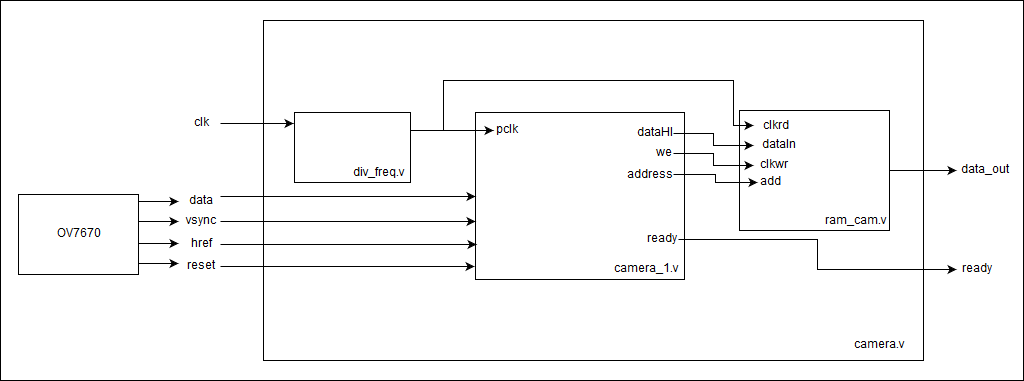 clk
div_freq.v
OV7670
data
vsync
href
reset
pclk
dataHI
we
address
ready
camera_1.v
clkrd
dataIn
clkwr
add
ram_cam.v
data_out
ready
camera.v